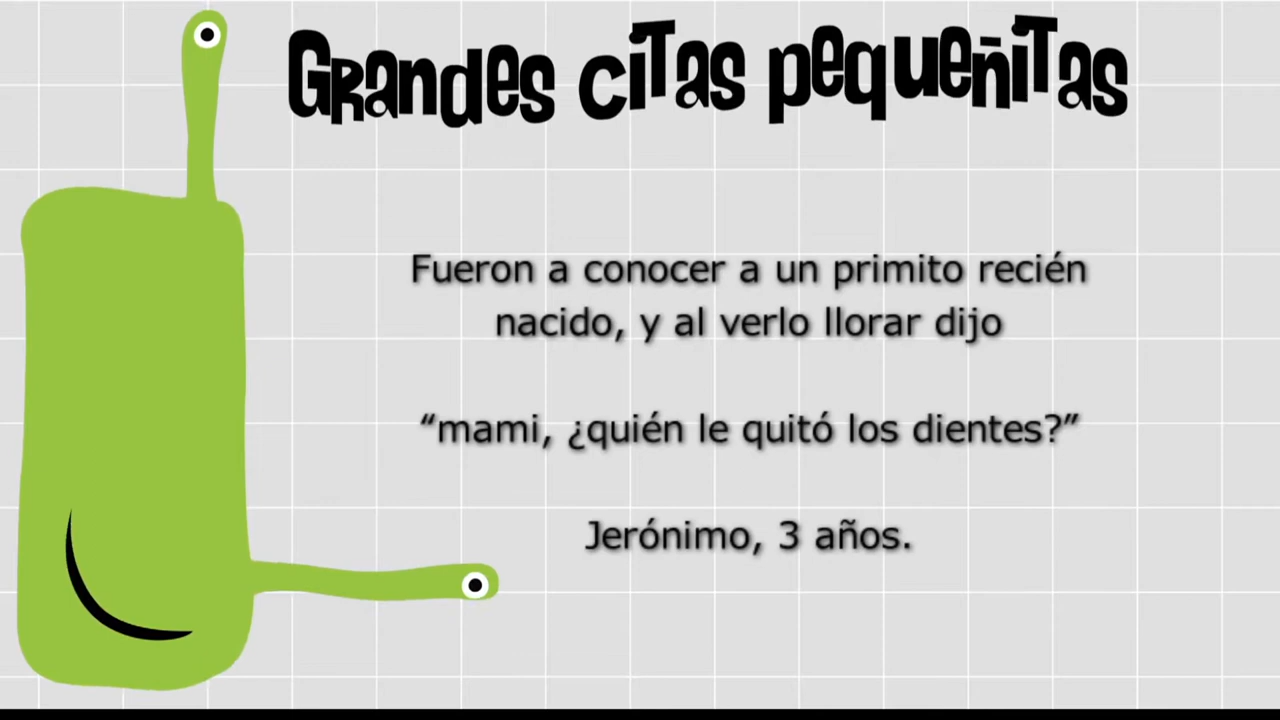 Grandes citas pequeñitas
Fueron a conocer a un primito recién
nacido, y al verlo llorar dijo
“mami, ¿quién le quitó los dientes?”
Jerónimo, 3 años.